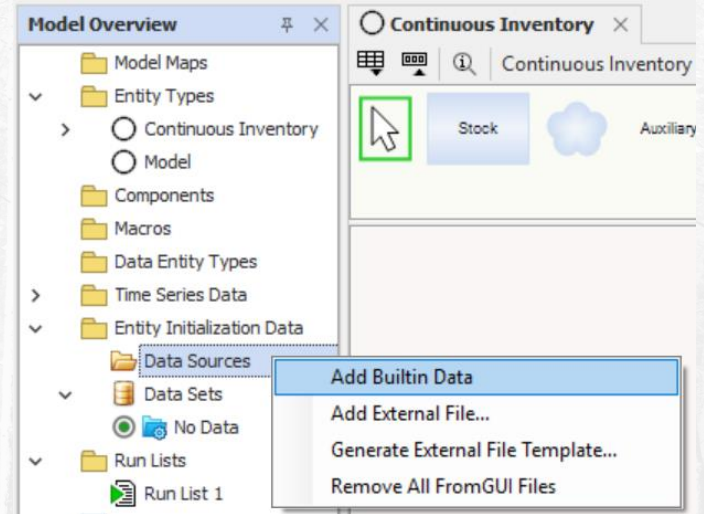 Model Overview
Model Maps
Entity Types
Continuous Inventory
Model
Components
Macros
Data Entity Types
Time Series Data
Entity Initialization Data
Data Sources
Data Sets
No Data
Run Lists
Run List 1
Continuous Inventory
Continuous Inventory
Stock
Auxiliary
Add Builtin Data
Add External File...
Generate External File Template...
Remove All FromGUI Files